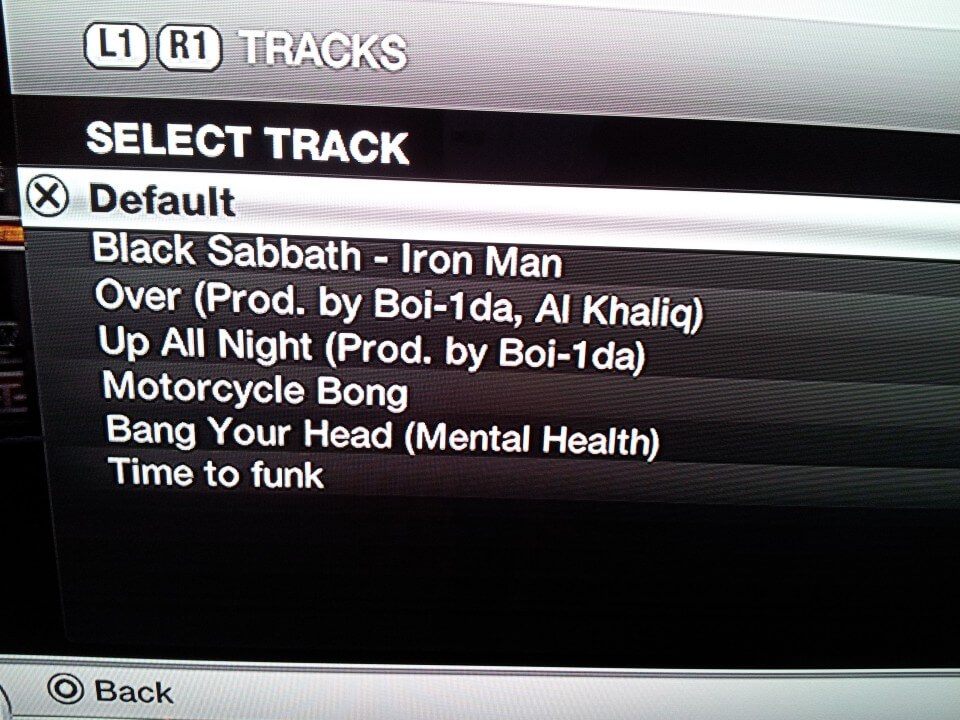 L1 R1 TRACKS
SELECT TRACK
Default
Black Sabbath - Iron Man
Over (Prod. by Boi-1da, Al Khaliq)
Up All Night (Prod. by Boi-1da)
Motorcycle Bong
Bang Your Head (Mental Health)
Time to funk
Back